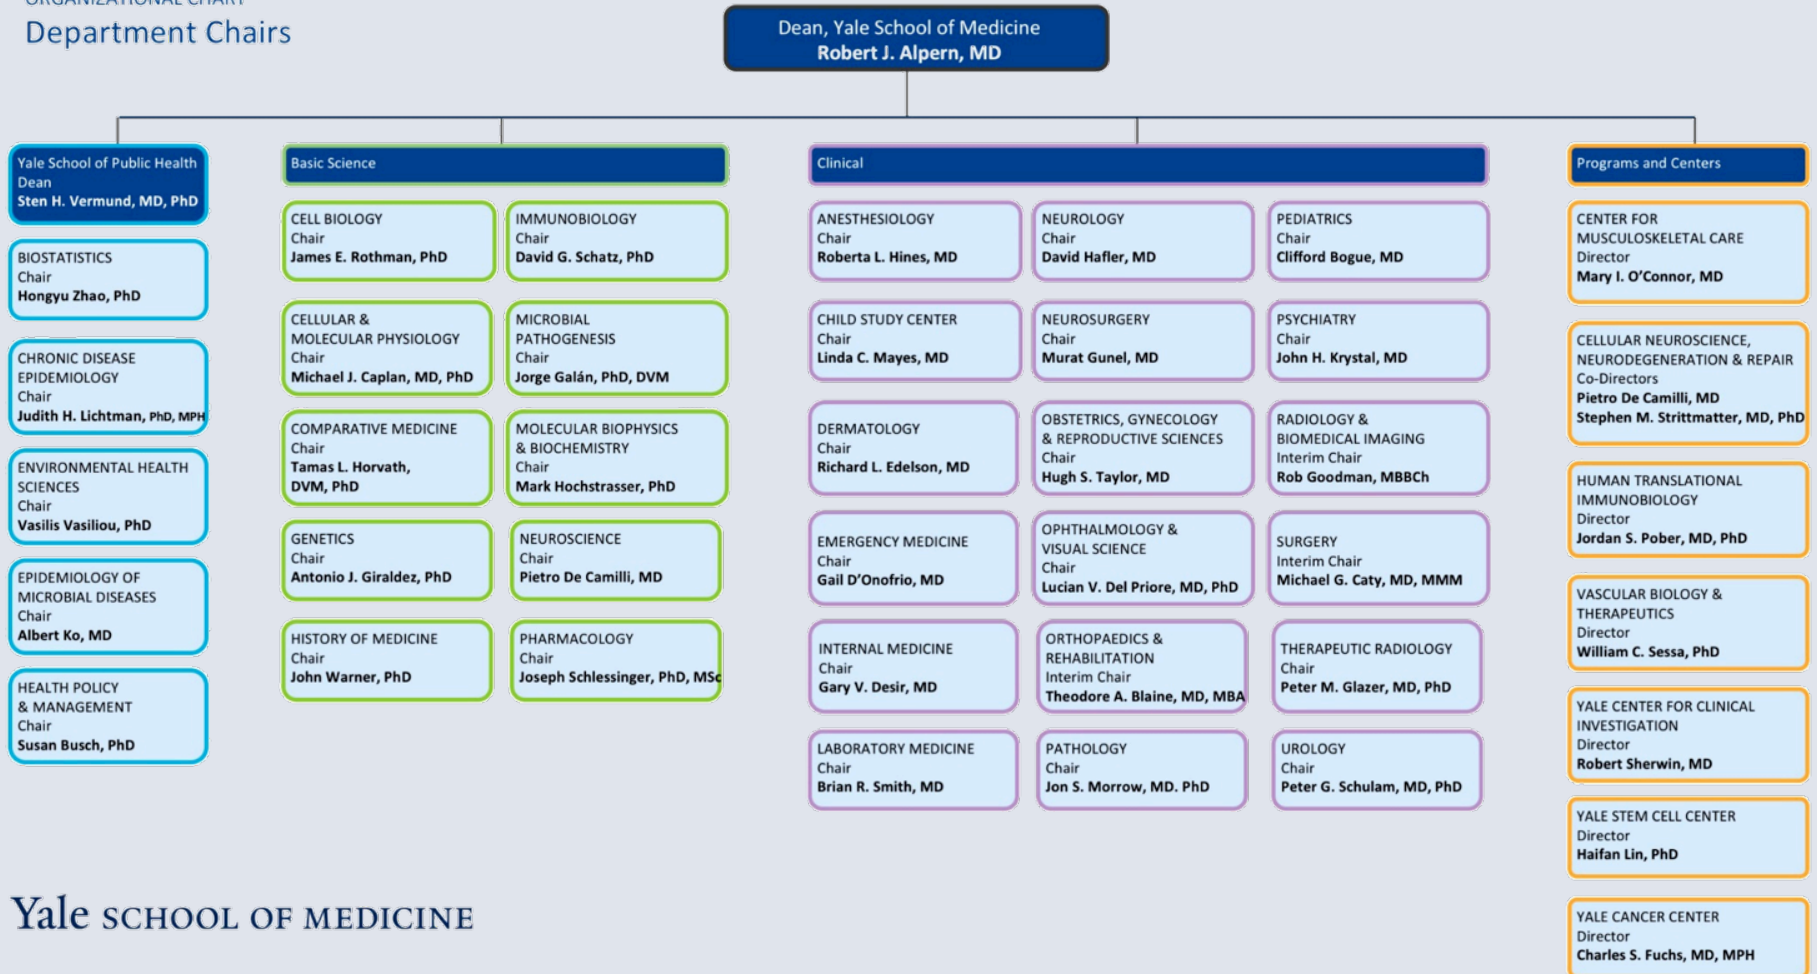 ORGANIZATIONAL CHART
Department Chairs
Dean, Yale School of Medicine
Robert J. Alpern, MD
Yale School of Public Health
Dean
Sten H. Vermund, MD, PhD
BIOSTATISTICS
Chair
Hongyu Zhao, PhD
CHRONIC DISEASE
EPIDEMIOLOGY
Chair
Judith H. Lichtman, PhD, MPH
ENVIRONMENTAL HEALTH
SCIENCES
Chair
Vasilis Vasiliou, PhD
EPIDEMIOLOGY OF
MICROBIAL DISEASES
Chair
Albert Ko, MD
HEALTH POLICY
& MANAGEMENT
Chair
Susan Busch, PhD
Basic Science
CELL BIOLOGY
Chair
James E. Rothman, PhD
CELLULAR &
MOLECULAR PHYSIOLOGY
Chair
Michael J. Caplan, MD, PhD
COMPARATIVE MEDICINE
Chair
Tamas L. Horvath,
DVM, PhD
GENETICS
Chair
Antonio J. Giraldez, PhD
HISTORY OF MEDICINE
Chair
John Warner, PhD
IMMUNOBIOLOGY
Chair
David G. Schatz, PhD
MICROBIAL
PATHOGENESIS
Chair
Jorge Galán, PhD, DVM
MOLECULAR BIOPHYSICS
& BIOCHEMISTRY
Chair
Mark Hochstrasser, PhD
NEUROSCIENCE
Chair
Pietro De Camilli, MD
PHARMACOLOGY
Chair
Joseph Schlessinger, PhD, MSc
Clinical
ANESTHESIOLOGY
Chair
Roberta L. Hines, MD
CHILD STUDY CENTER
Chair
Linda C. Mayes, MD
DERMATOLOGY
Chair
Richard L. Edelson, MD
EMERGENCY MEDICINE
Chair
Gail D’Onofrio, MD
INTERNAL MEDICINE
Chair
Gary V. Desir, MD
LABORATORY MEDICINE
Chair
Brian R. Smith, MD
NEUROLOGY
Chair
David Hafler, MD
NEUROSURGERY
Chair
Murat Gunel, MD
OBSTETRICS, GYNECOLOGY
& REPRODUCTIVE SCIENCES
Chair
Hugh S. Taylor, MD
OPHTHALMOLOGY &
VISUAL SCIENCE
Chair
Lucian V. Del Priore, MD, PhD
ORTHOPAEDICS &
REHABILITATION
Interim Chair
Theodore A. Blaine, MD, MBA
PATHOLOGY
Chair
Jon S. Morrow, MD. PhD
PEDIATRICS
Chair
Clifford Bogue, MD
PSYCHIATRY
Chair
John H. Krystal, MD
RADIOLOGY &
BIOMEDICAL IMAGING
Interim Chair
Rob Goodman, MBBCh
SURGERY
Interim Chair
Michael G. Caty, MD, MMM
THERAPEUTIC RADIOLOGY
Chair
Peter M. Glazer, MD, PhD
UROLOGY
Chair
Peter G. Schulam, MD, PhD
Programs and Centers
CENTER FOR
MUSCULOSKELETAL CARE
Director
Mary I. O’Connor, MD
CELLULAR NEUROSCIENCE,
NEURODEGENERATION & REPAIR
Co-Directors
Pietro De Camilli, MD
Stephen M. Strittmatter, MD, PhD
HUMAN TRANSLATIONAL
IMMUNOBIOLOGY
Director
Jordan S. Pober, MD, PhD
VASCULAR BIOLOGY &
THERAPEUTICS
Director
William C. Sessa, PhD
YALE CENTER FOR CLINICAL
INVESTIGATION
Director
Robert Sherwin, MD
YALE STEM CELL CENTER
Director
Haifan Lin, PhD
YALE CANCER CENTER
Director
Charles S. Fuchs, MD, MPH
Yale SCHOOL OF MEDICINE